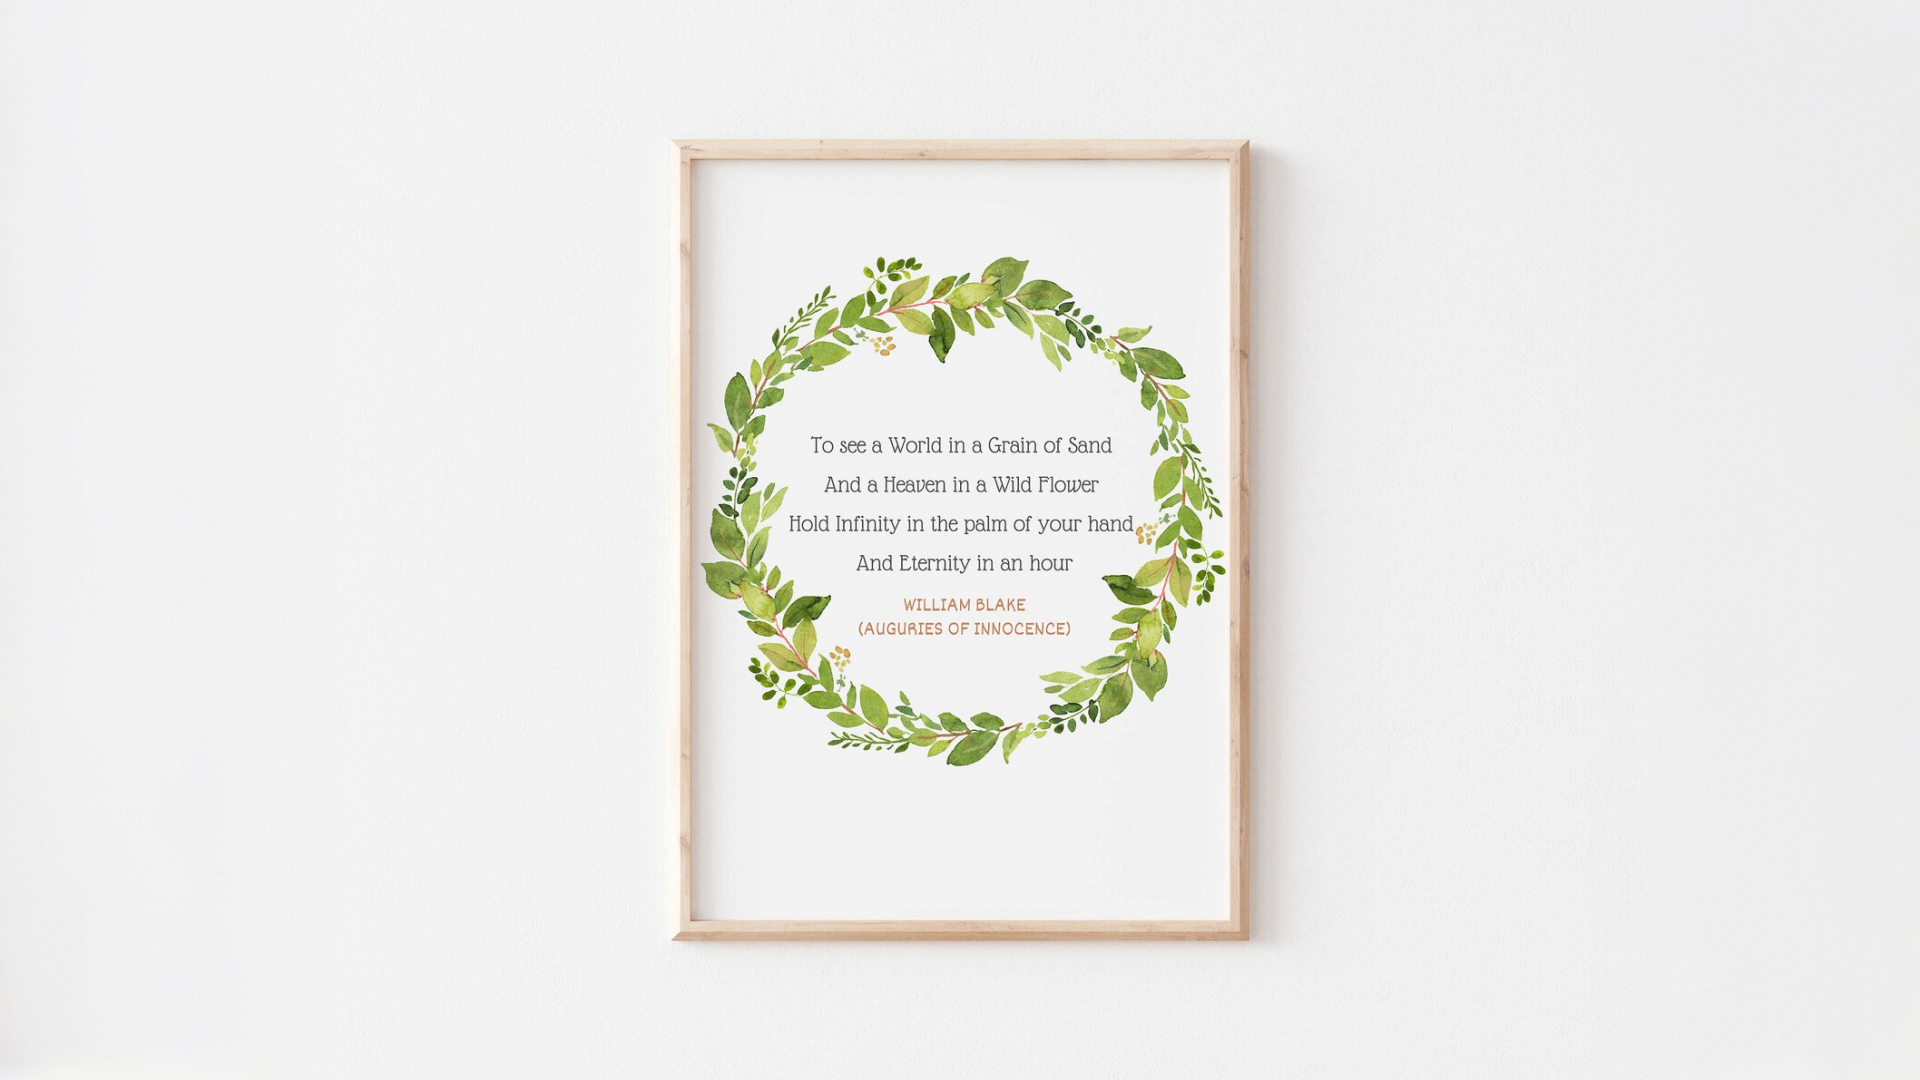 To see a World in a Grain of Sand
And a Heaven in a Wild Flower
Hold Infinity in the palm of your hand
And Eternity in an hour
WILLIAM BLAKE
(AUGURIES OF INNOCENCE)